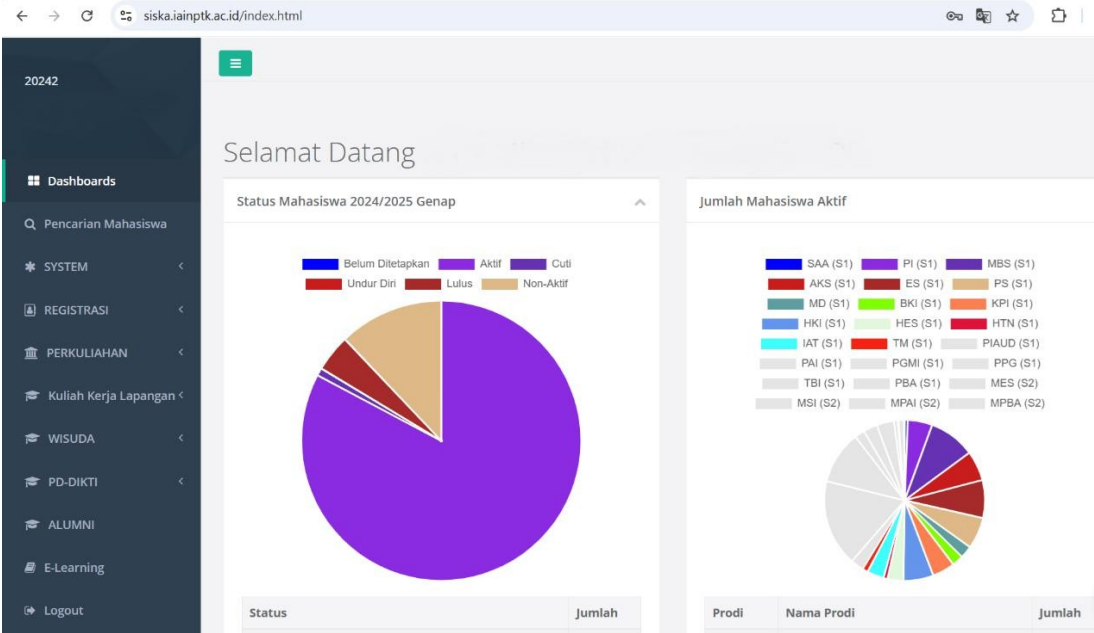 siska.iainptk.ac.id/index.html
20242
Dashboards
Pencarian Mahasiswa
SYSTEM
REGISTRASI
PERKULIAHAN
Kuliah Kerja Lapangan
WISUDA
PD-DIKTI
ALUMNI
E-Learning
Logout
Selamat Datang
Status Mahasiswa 2024/2025 Genap
Belum Ditetapkan Aktif Cuti
Undur Diri Lulus Non-Aktif
Status Jumlah
Jumlah Mahasiswa Aktif
SAA (S1) PI (S1) MBS (S1)
AKS (S1) ES (S1) PS (S1)
MD (S1) BKI (S1) KPI (S1)
HKI (S1) HES (S1) HTN (S1)
IAT (S1) TM (S1) PIAUD (S1)
PAI (S1) PGMI (S1) PPG (S1)
TBI (S1) PBA (S1) MES (S2)
MSI (S2) MPAI (S2) MPBA (S2)
Prodi Nama Prodi Jumlah